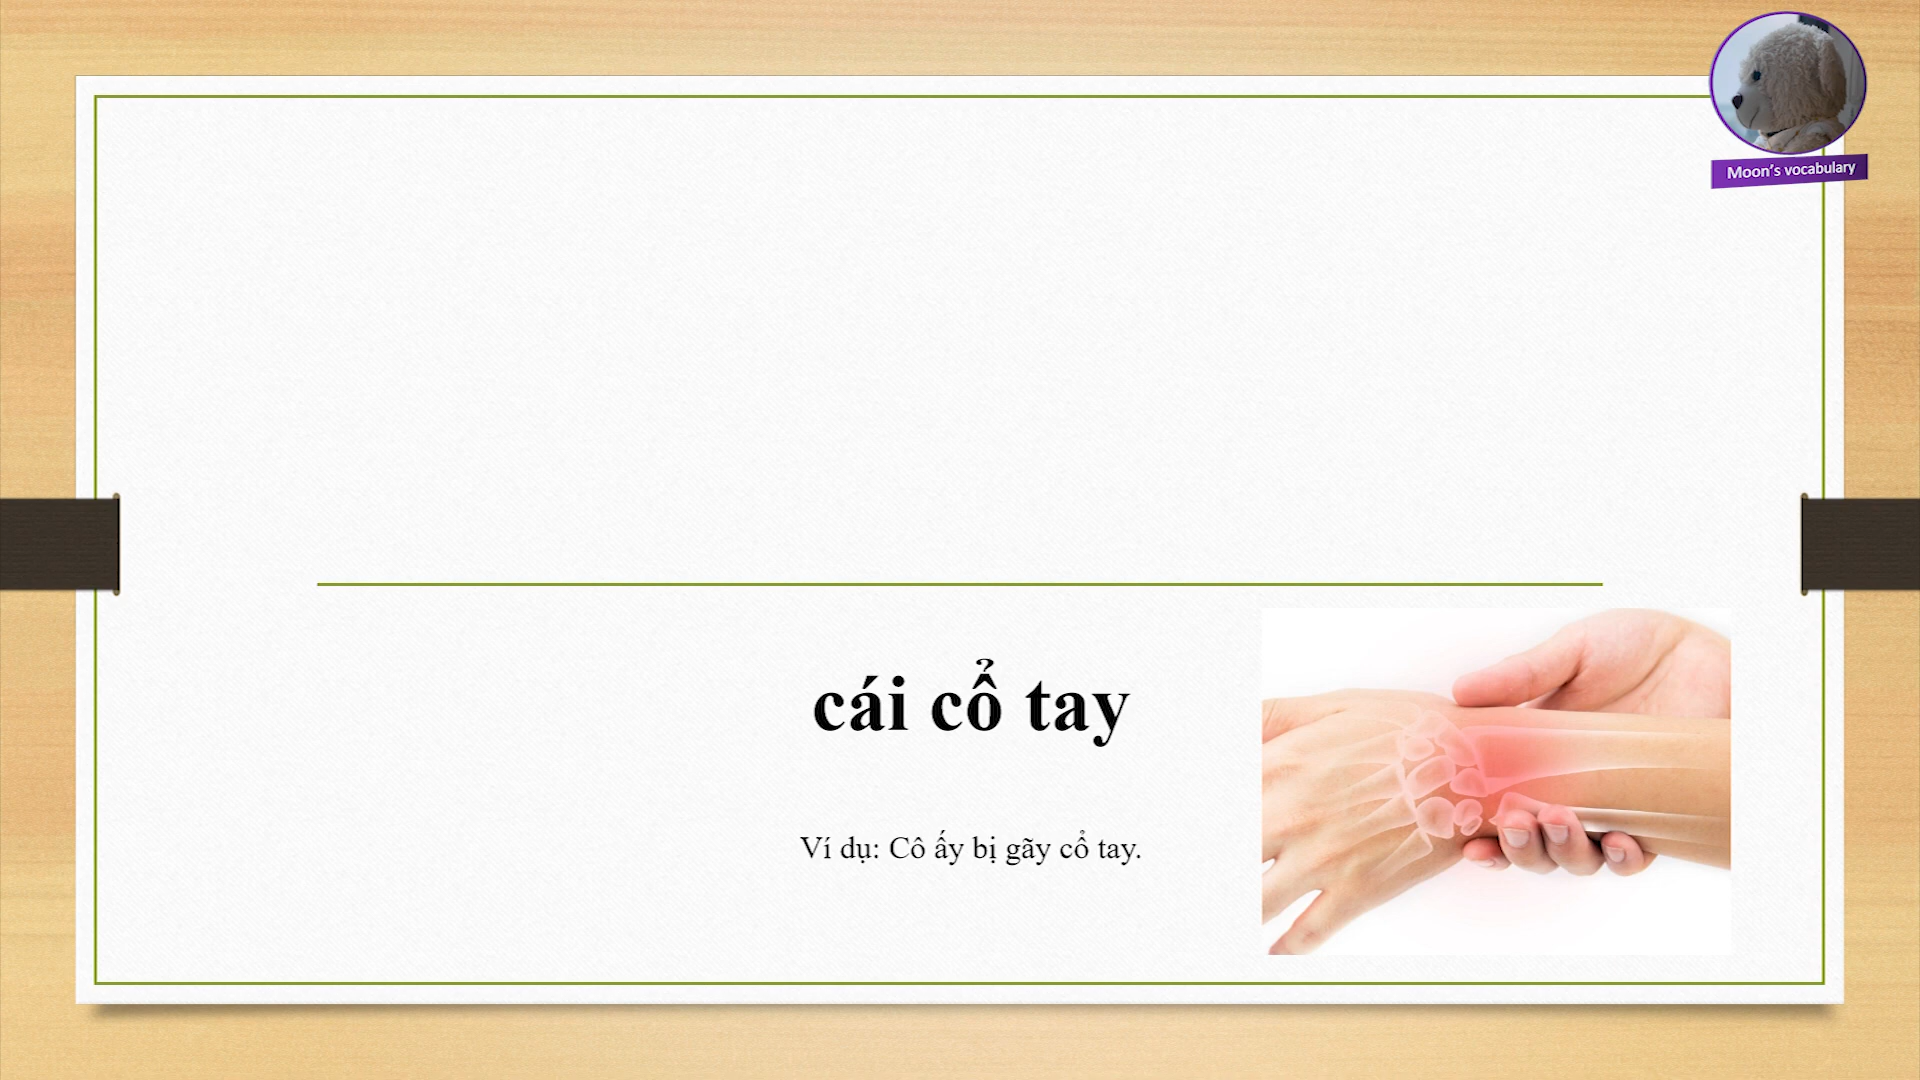 Moon's vocabulary
cái cổ tay
Ví dụ: Cô ấy bị gãy cổ tay.